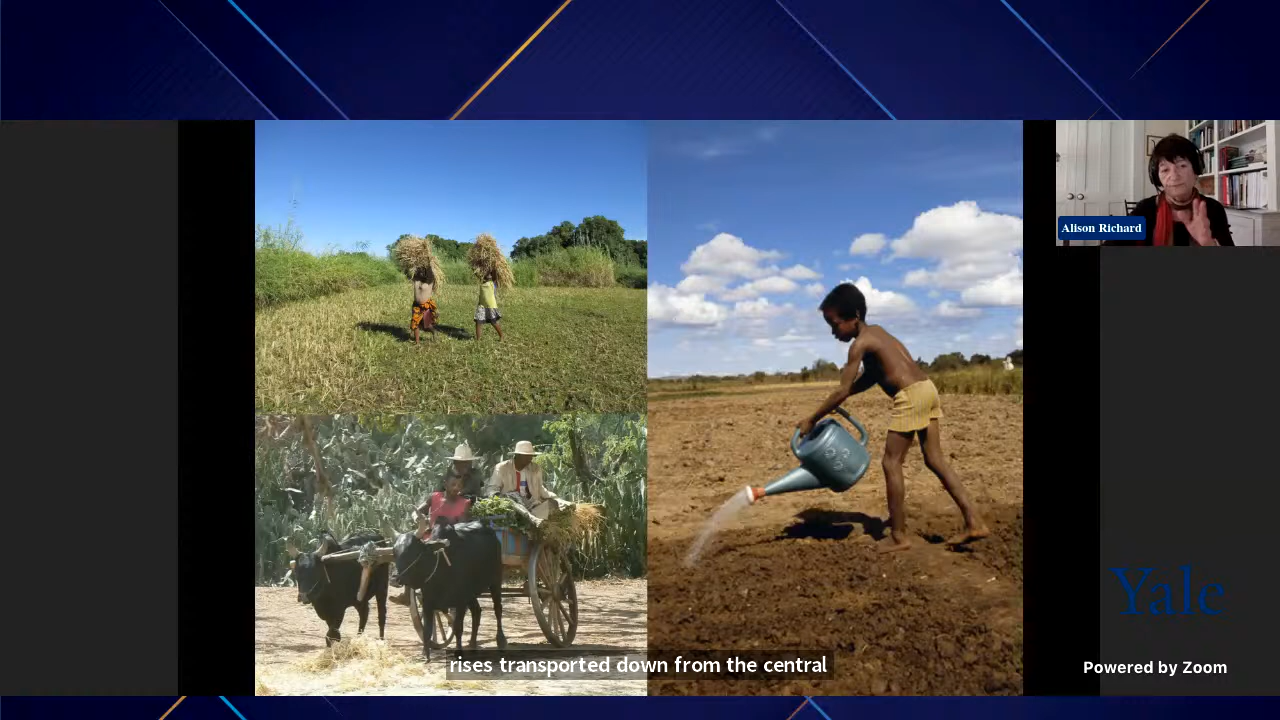 Alison Richard
Yale
rises transported down from the central
Powered by Zoom